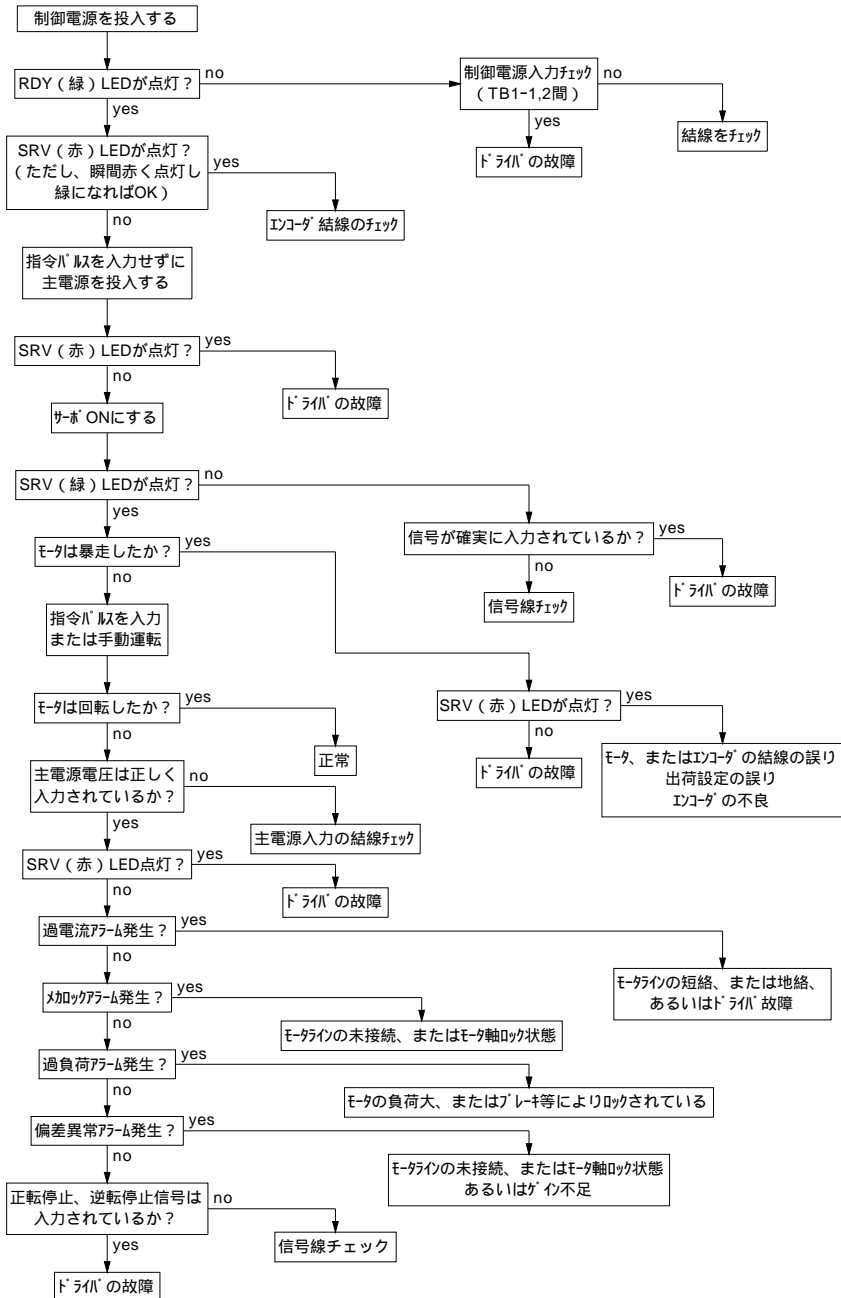 制御電源を投入する
RDY（緑）LEDが点灯？
no
制御電源入力ﾁｪｯｸ
（TB1-1,2間）
no
結線をﾁｪｯｸ
yes
ﾄﾞﾗｲﾊﾞの故障
yes
SRV（赤）LEDが点灯？
（ただし、瞬間赤く点灯し
緑になればOK）
yes
ｴﾝｺｰﾀﾞ結線のﾁｪｯｸ
no
指令ﾊﾟﾙｽを入力せずに
主電源を投入する
SRV（赤）LEDが点灯？
yes
ﾄﾞﾗｲﾊﾞの故障
no
ｻｰﾎﾞONにする
SRV（緑）LEDが点灯？
no
信号が確実に入力されているか？
yes
ﾄﾞﾗｲﾊﾞの故障
no
信号線ﾁｪｯｸ
yes
ﾓｰﾀは暴走したか？
yes
SRV（赤）LEDが点灯？
yes
ﾓｰﾀ、またはｴﾝｺｰﾀﾞの結線の誤り
出荷設定の誤り
ｴﾝｺｰﾀﾞの不良
no
ﾄﾞﾗｲﾊﾞの故障
no
指令ﾊﾟﾙｽを入力
または手動運転
ﾓｰﾀは回転したか？
yes
正常
no
主電源電圧は正しく
入力されているか？
no
主電源入力の結線ﾁｪｯｸ
yes
SRV（赤）LED点灯？
yes
ﾄﾞﾗｲﾊﾞの故障
no
過電流ｱﾗｰﾑ発生？
yes
ﾓｰﾀﾗｲﾝの短絡、または地絡、
あるいはﾄﾞﾗｲﾊﾞ故障
no
ﾒｶﾛｯｸｱﾗｰﾑ発生？
yes
ﾓｰﾀﾗｲﾝの未接続、またはﾓｰﾀ軸ﾛｯｸ状態
no
過負荷ｱﾗｰﾑ発生？
yes
ﾓｰﾀの負荷大、またはﾌﾞﾚｰｷ等によりﾛｯｸされている
no
偏差異常ｱﾗｰﾑ発生？
yes
ﾓｰﾀﾗｲﾝの未接続、またはﾓｰﾀ軸ﾛｯｸ状態
あるいはｹﾞｲﾝ不足
no
正転停止、逆転停止信号は
入力されているか？
no
信号線チェック
yes
ﾄﾞﾗｲﾊﾞの故障